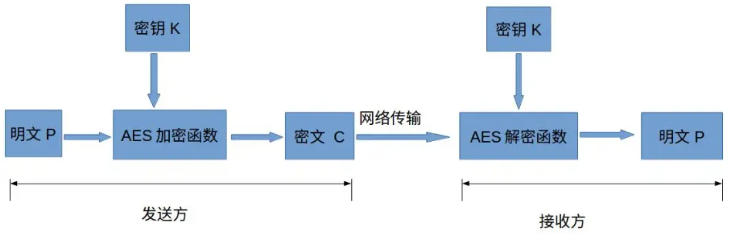 密钥 K
密钥 K
明文 P
AES 加密函数
密文 C
网络传输
AES 解密函数
明文 P
发送方
接收方